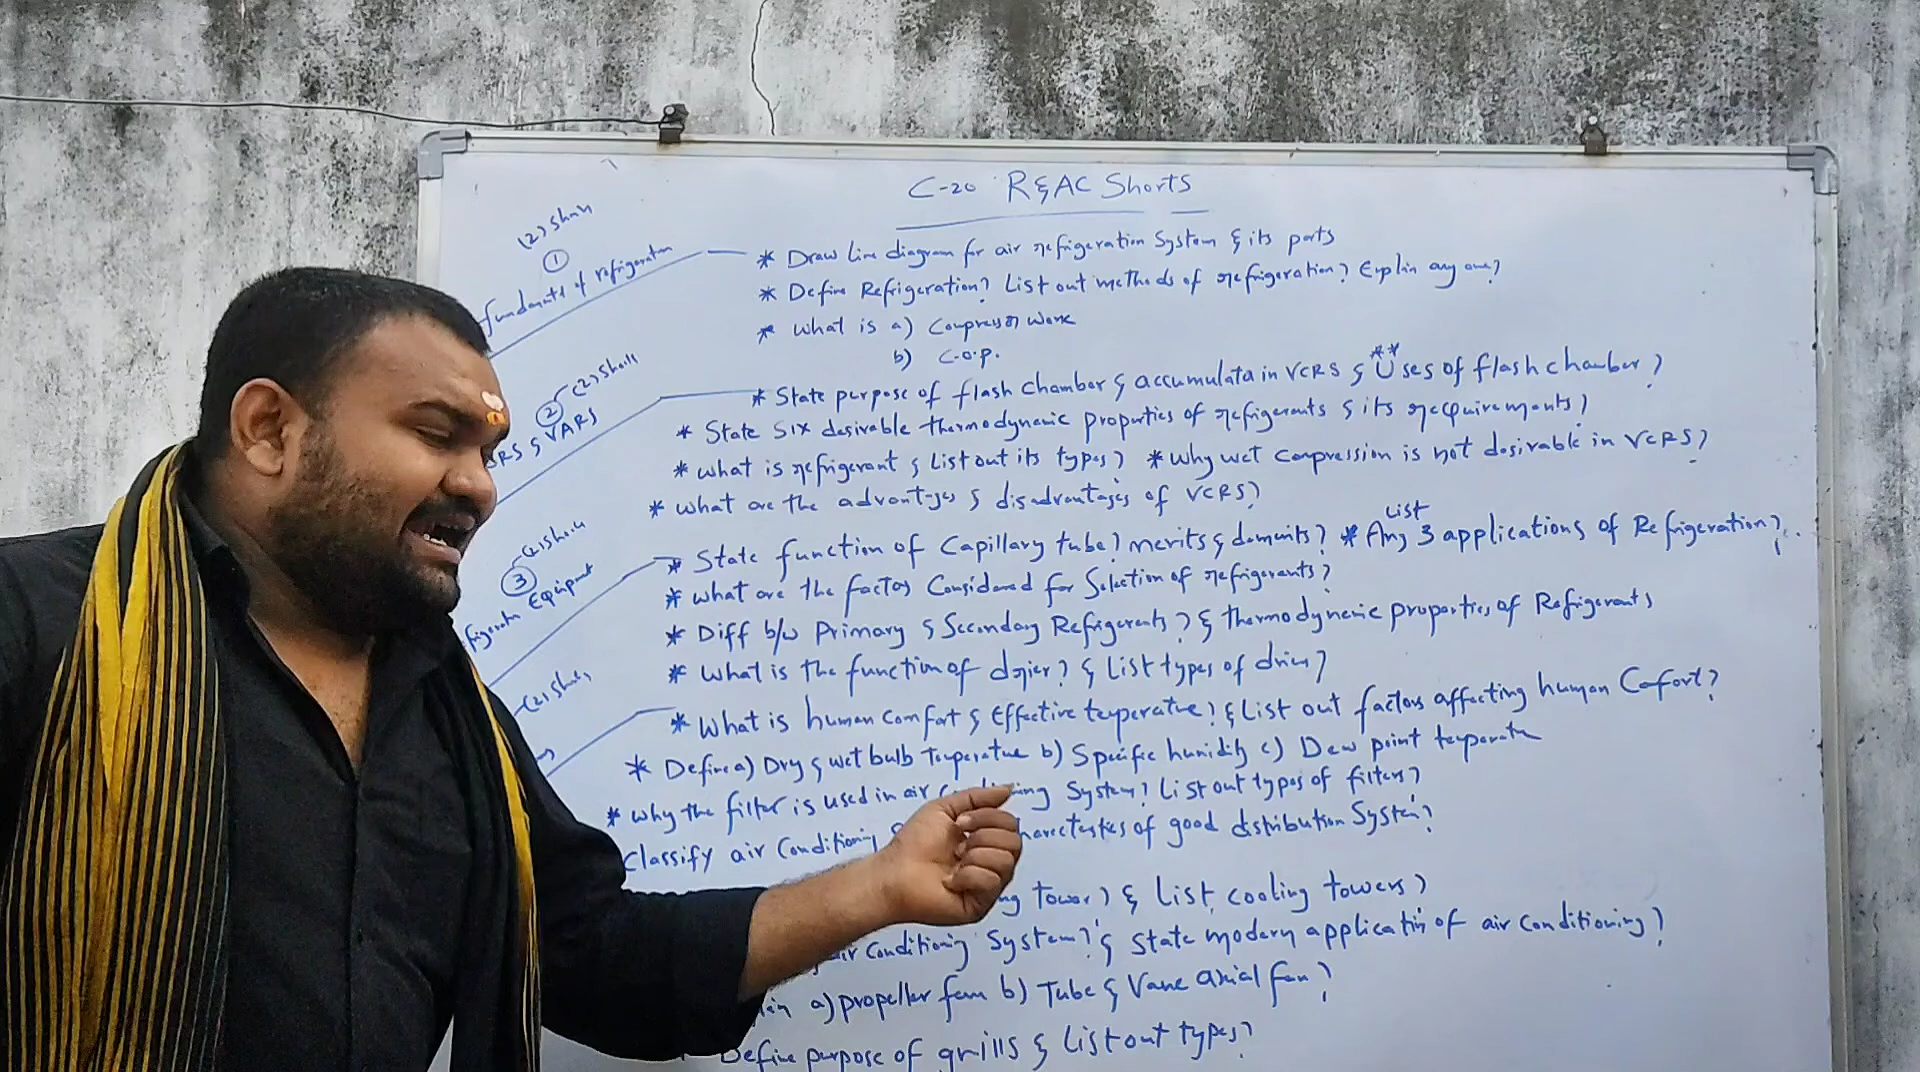 C-20 R&AC Shorts
(2) Shorts
①
fundamentals of refrigeration
* Draw Line diagram for air refrigeration System & its parts
* Define Refrigeration? List out methods of refrigeration? Explain any one?
* What is a) Compressor Work
b) C.O.P.
② (2) Shorts
RS & VARS
* State purpose of flash chamber & accumulata in VCRS & ** Uses of flash chamber?
* State Six desirable thermodynamic properties of refrigerants & its requirements?
* What is refrigerant & List out its types? * Why wet compression is not desirable in VCRS?
* What are the advantages & disadvantages of VCRS?
③ (2) Shorts
frigeration Equipment
* State function of Capillary tube? merits & demerits? * List Any 3 applications of Refrigeration?
* What are the factors Considered for Selection of refrigerants?
* Diff b/w Primary & Secondary Refrigerants? & thermodynamic properties of Refrigerants
* What is the function of drier? & List types of driers?
(2) Shorts
* What is human comfort & Effective temperature? & List out factors affecting human Cofort?
* Define a) Dry & wet bulb Temperature b) Specific humidity c) Dew point temperature
* Why the filter is used in air conditioning System? List out types of filters?
Classify air Conditioning charectestics of good distribution System?
ng Tower? & List cooling towers?
air Conditioning System? & State modern application of air conditioning?
in a) propeller fan b) Tube & Vane axial fan?
Define purpose of grills & List out types?